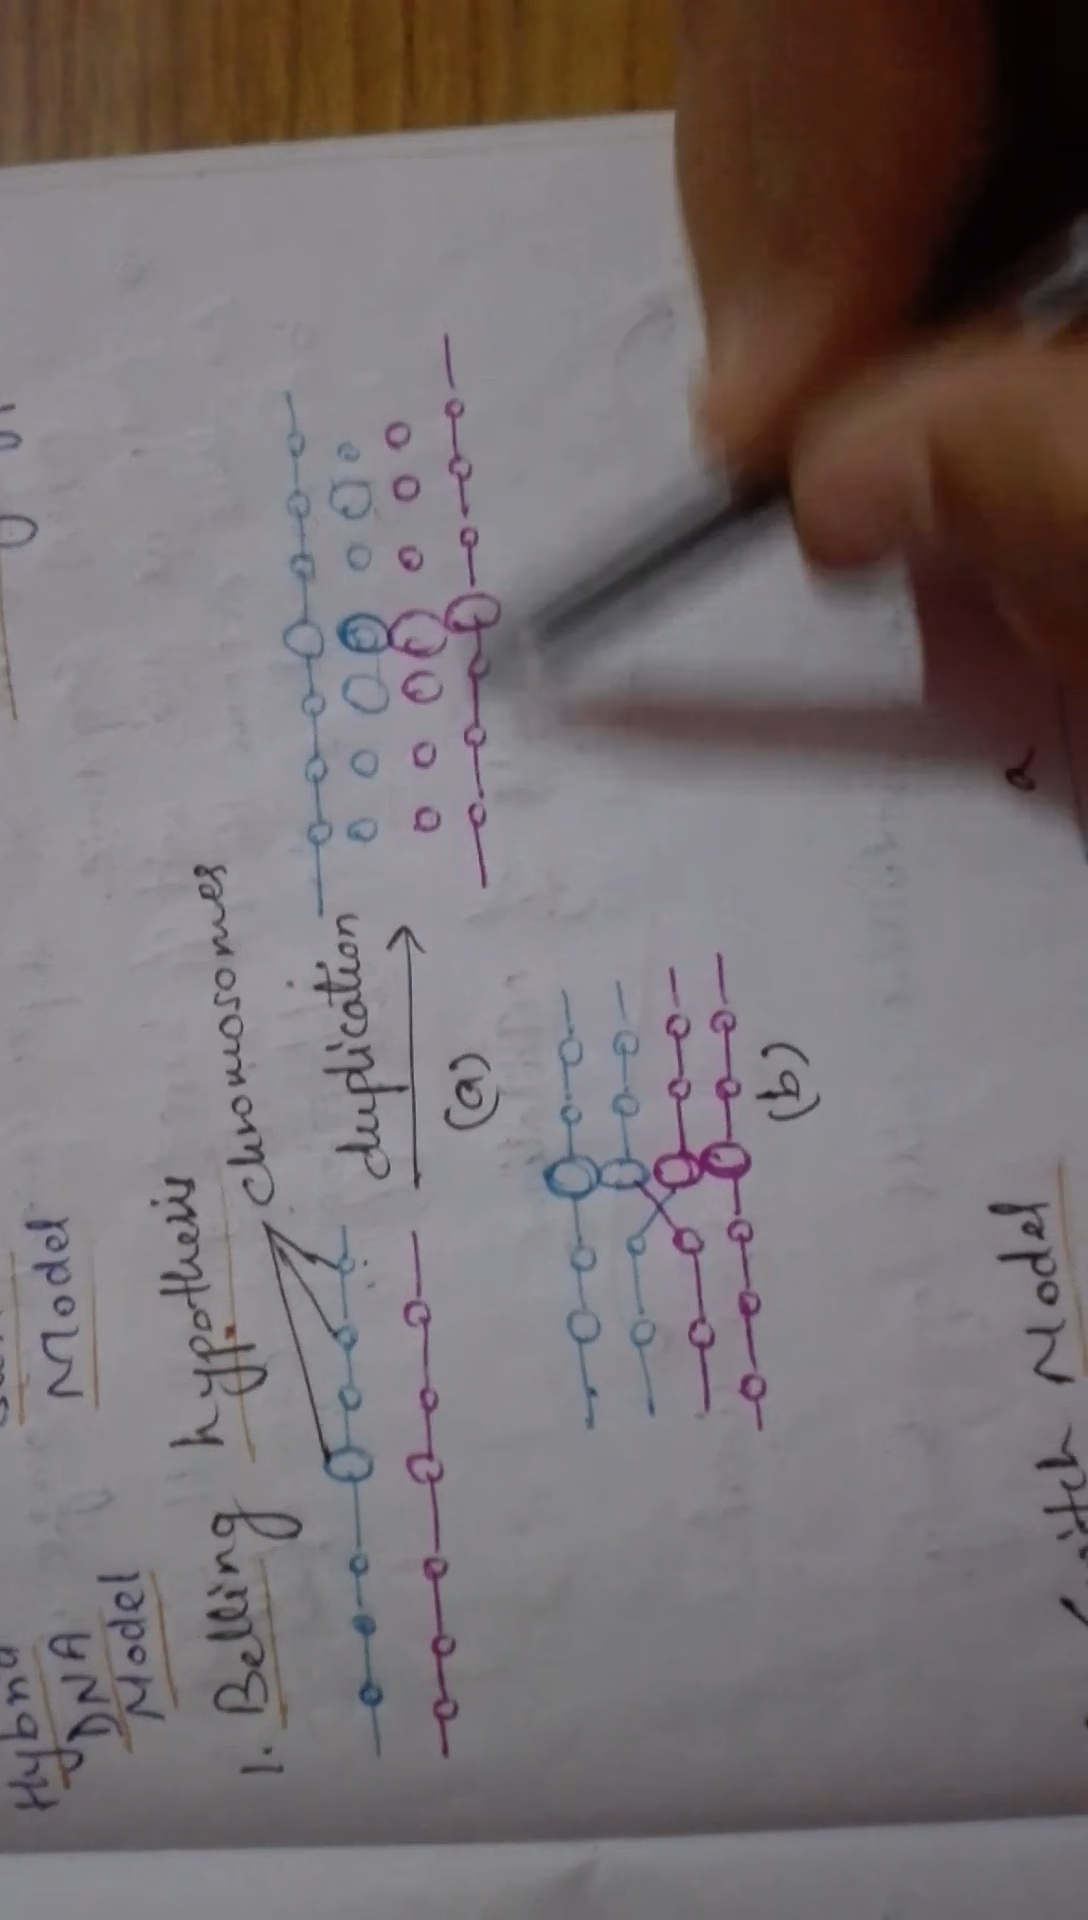 Model
DNA
Model
1. Belling hypothesis
chromosomes
duplication
(a)
(b)
Model